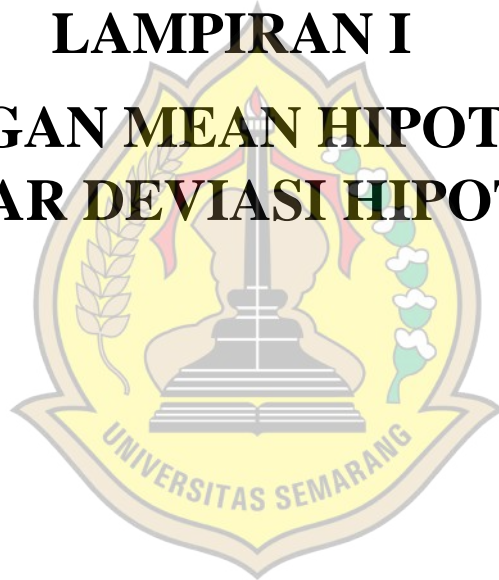 LAMPIRAN I
GAN MEAN HIPOT
AR DEVIASI HIPOT
UNIVERSITAS SEMARANG